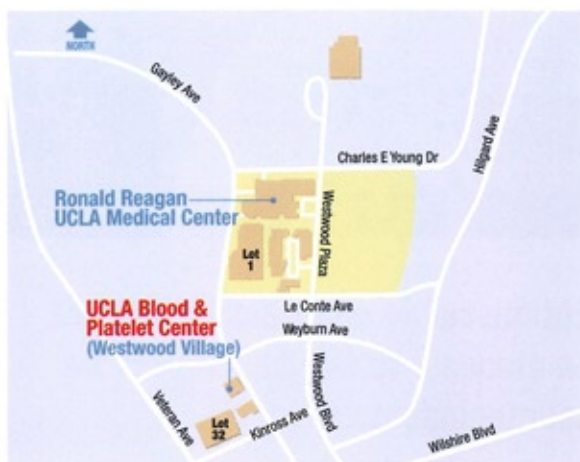 NORTH
Gayley Ave
Charles E Young Dr
Hilgard Ave
Ronald Reagan
UCLA Medical Center
Westwood Plaza
Lot
1
Le Conte Ave
UCLA Blood &
Platelet Center
(Westwood Village)
Weyburn Ave
Westwood Blvd
Veteran Ave
Lot
32
Kinross Ave
Wilshire Blvd